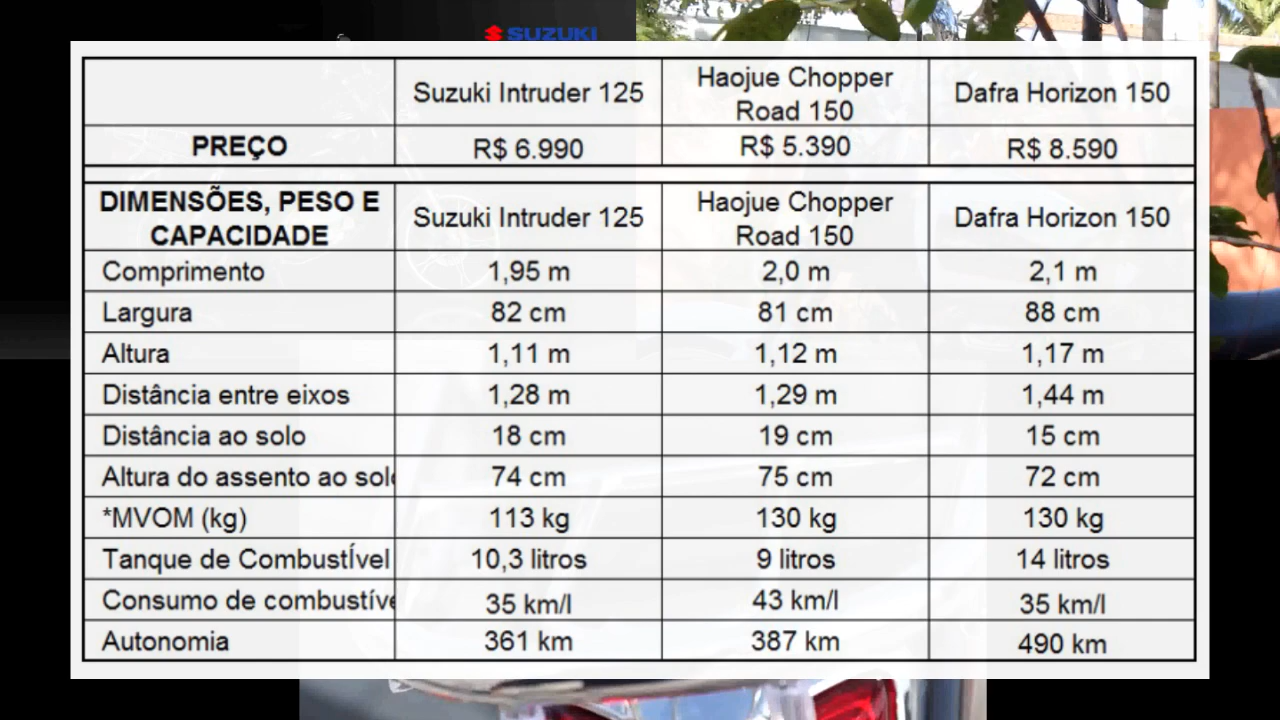 SUZUKI
Suzuki Intruder 125
Haojue Chopper
Road 150
Dafra Horizon 150
PREÇO
R$ 6.990
R$ 5.390
R$ 8.590
DIMENSÕES, PESO E
CAPACIDADE
Suzuki Intruder 125
Haojue Chopper
Road 150
Dafra Horizon 150
Comprimento
1,95 m
2,0 m
2,1 m
Largura
82 cm
81 cm
88 cm
Altura
1,11 m
1,12 m
1,17 m
Distância entre eixos
1,28 m
1,29 m
1,44 m
Distância ao solo
18 cm
19 cm
15 cm
Altura do assento ao solo
74 cm
75 cm
72 cm
*MVOM (kg)
113 kg
130 kg
130 kg
Tanque de CombustÍvel
10,3 litros
9 litros
14 litros
Consumo de combustíve
35 km/l
43 km/l
35 km/l
Autonomia
361 km
387 km
490 km